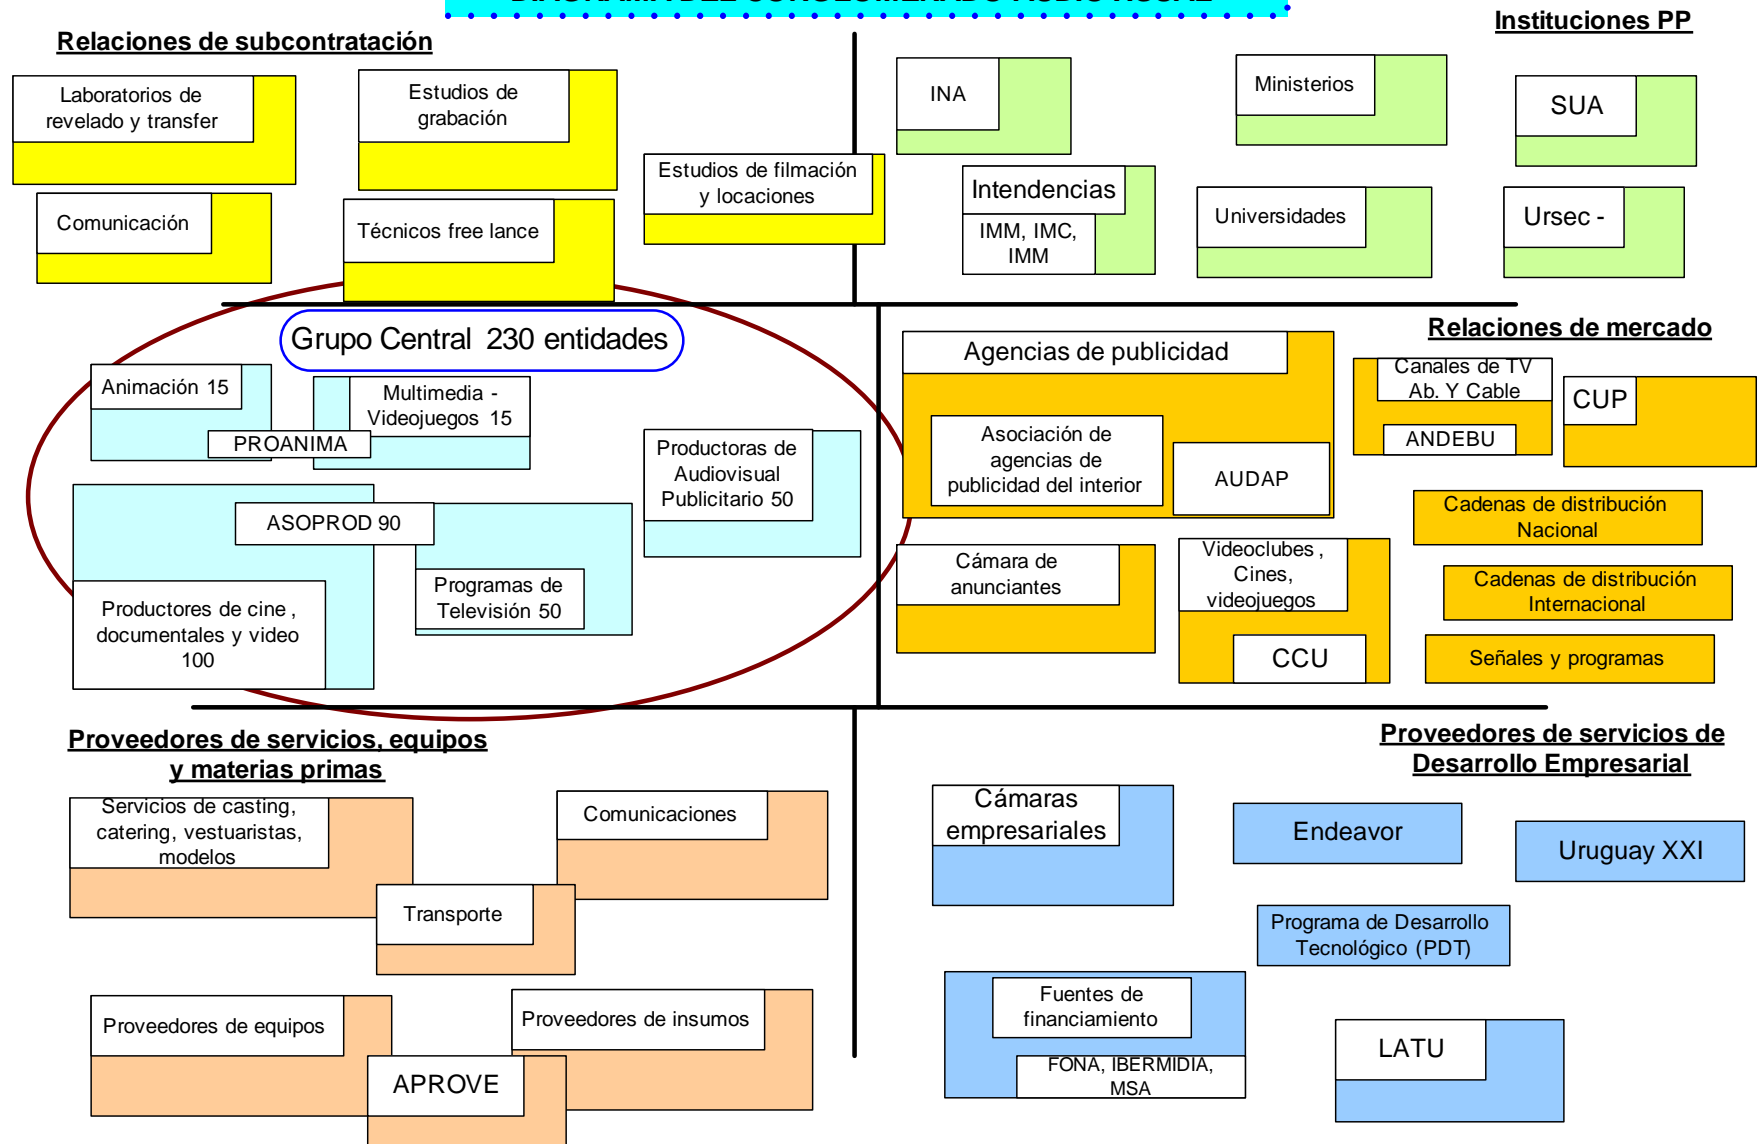 DIAGRAMA DEL CONGLOMERADO AUDIOVISUAL
Relaciones de subcontratación
Laboratorios de
revelado y transfer
Estudios de
grabación
Estudios de filmación
y locaciones
Comunicación
Técnicos free lance
Instituciones PP
INA
Ministerios
SUA
Intendencias
IMM, IMC,
IMM
Universidades
Ursec -
Grupo Central 230 entidades
Animación 15
Multimedia -
Videojuegos 15
PROANIMA
Productoras de
Audiovisual
Publicitario 50
ASOPROD 90
Programas de
Televisión 50
Productores de cine ,
documentales y video
100
Relaciones de mercado
Agencias de publicidad
Asociación de
agencias de
publicidad del interior
AUDAP
Canales de TV
Ab. Y Cable
ANDEBU
CUP
Cadenas de distribución
Nacional
Cámara de
anunciantes
Videoclubes ,
Cines,
videojuegos
CCU
Cadenas de distribución
Internacional
Señales y programas
Proveedores de servicios, equipos
y materias primas
Servicios de casting,
catering, vestuaristas,
modelos
Comunicaciones
Transporte
Proveedores de equipos
Proveedores de insumos
APROVE
Proveedores de servicios de
Desarrollo Empresarial
Cámaras
empresariales
Endeavor
Uruguay XXI
Programa de Desarrollo
Tecnológico (PDT)
Fuentes de
financiamiento
FONA, IBERMIDIA,
MSA
LATU